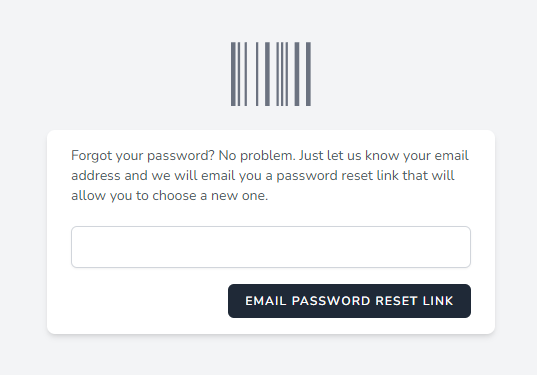 Forgot your password? No problem. Just let us know your email
address and we will email you a password reset link that will
allow you to choose a new one.
EMAIL PASSWORD RESET LINK